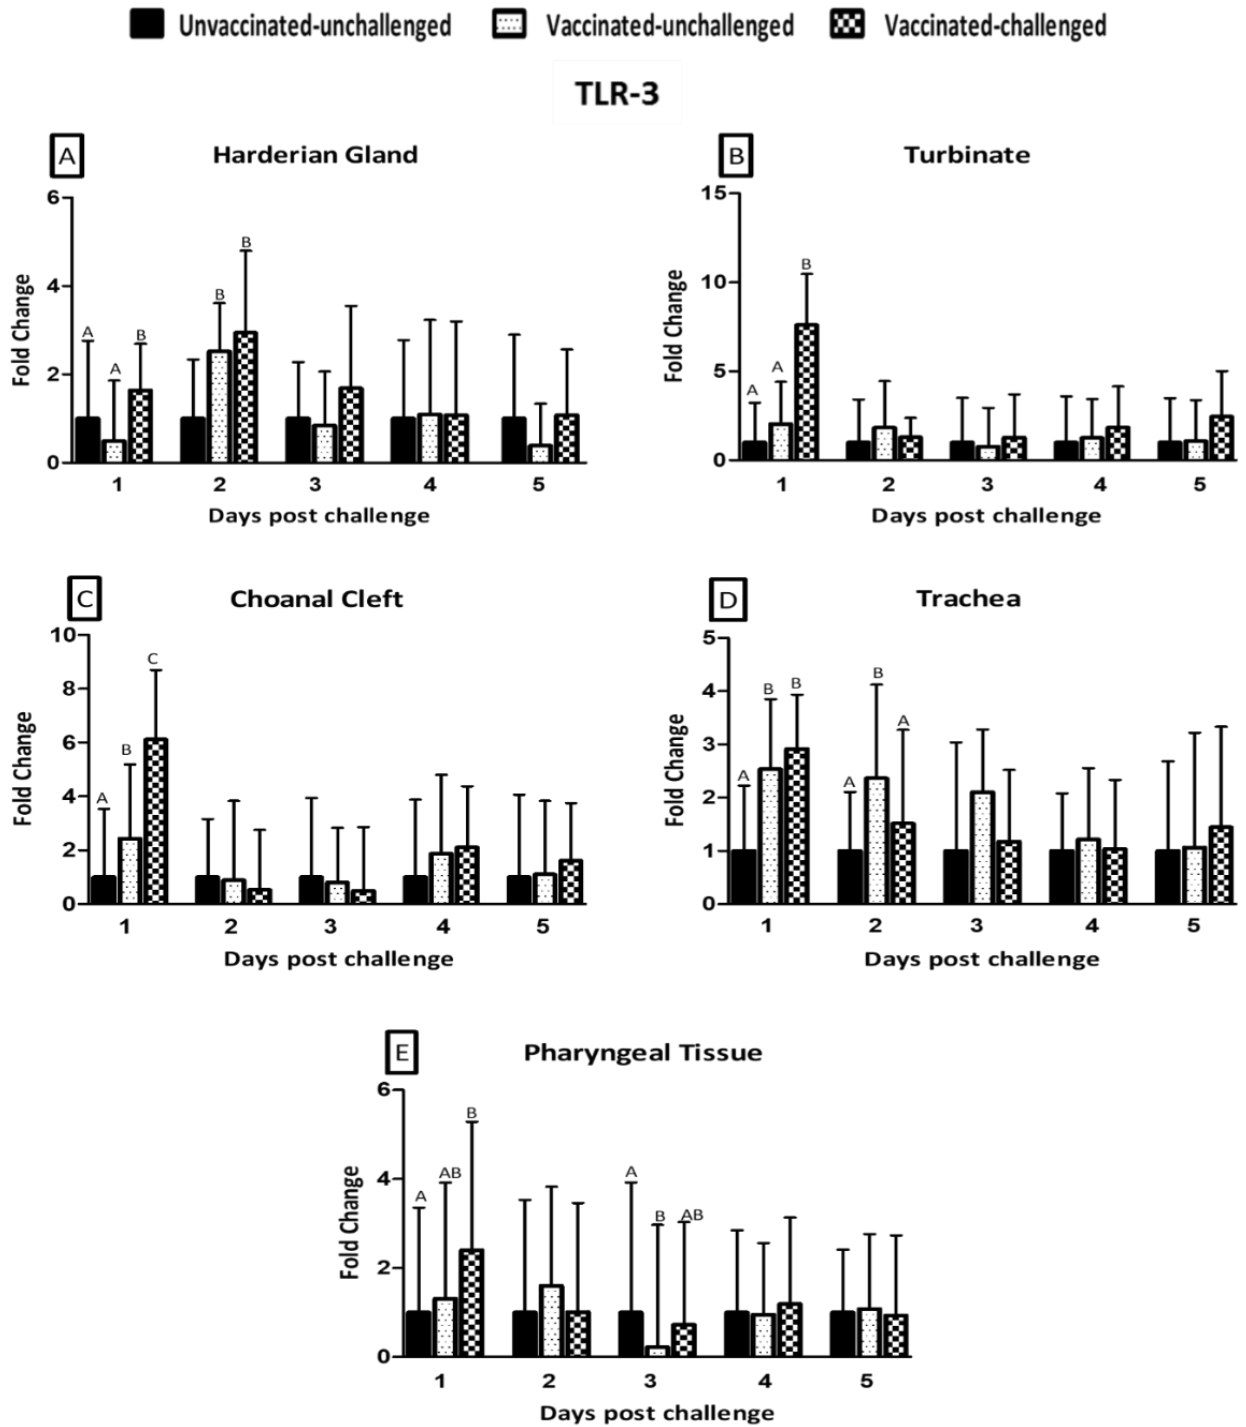 Unvaccinated-unchallenged Vaccinated-unchallenged Vaccinated-challenged
TLR-3
A Harderian Gland
6
4
2
0
Fold Change
A A B
B B
1 2 3 4 5
Days post challenge
B Turbinate
15
10
5
0
Fold Change
A A B
1 2 3 4 5
Days post challenge
C Choanal Cleft
10
8
6
4
2
0
Fold Change
A B C
1 2 3 4 5
Days post challenge
D Trachea
5
4
3
2
1
0
Fold Change
A B B
A B A
1 2 3 4 5
Days post challenge
E Pharyngeal Tissue
6
4
2
0
Fold Change
A AB B
A B AB
1 2 3 4 5
Days post challenge